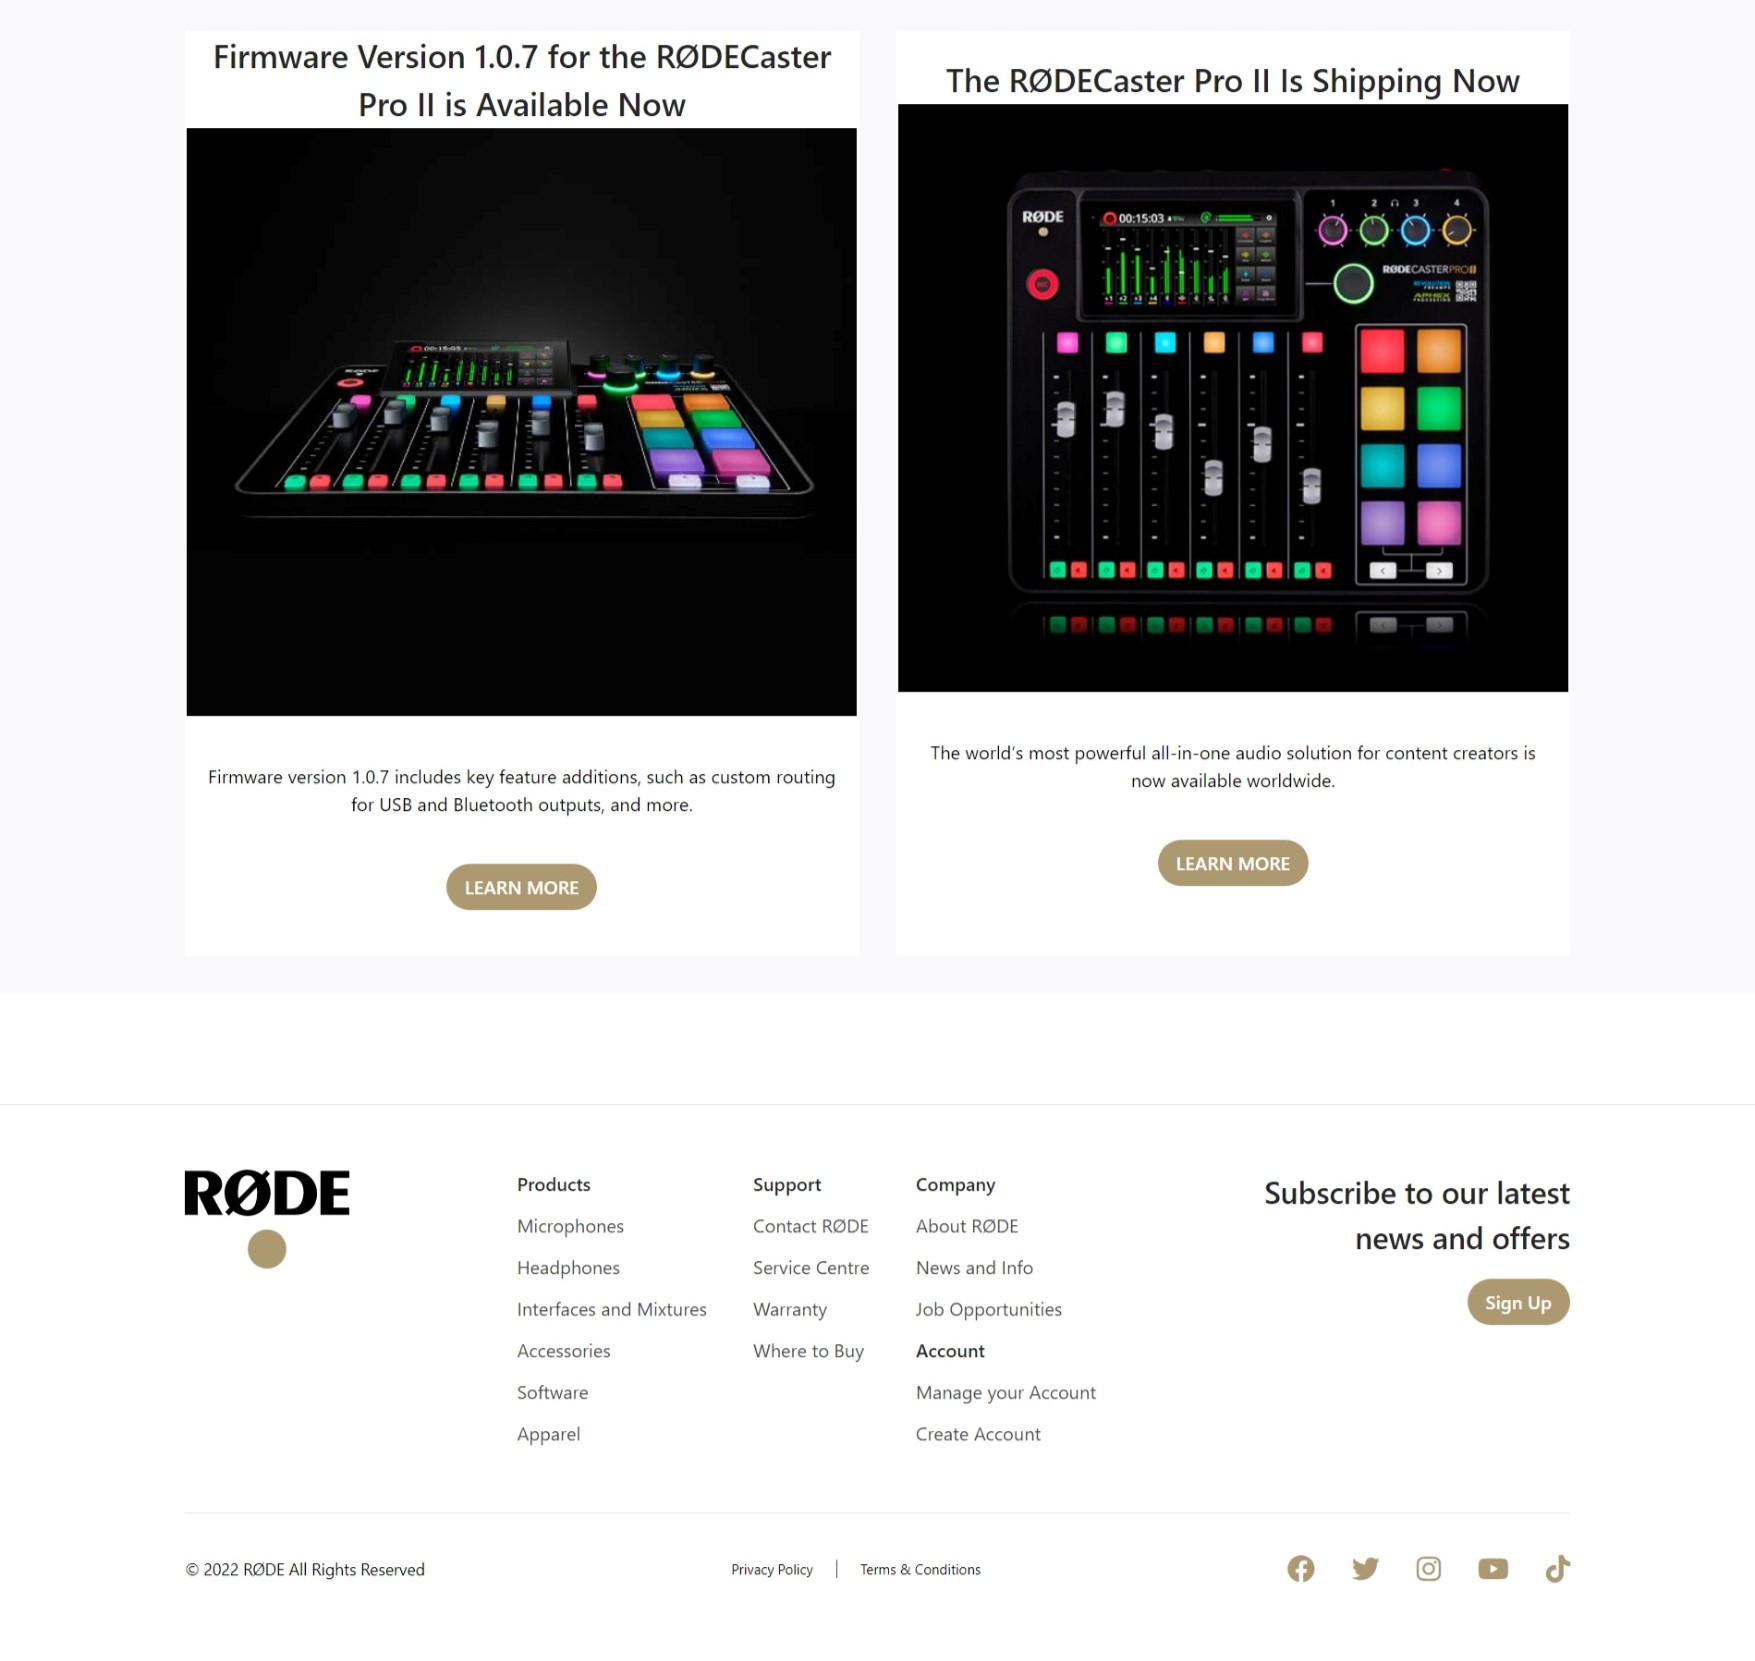 Firmware Version 1.0.7 for the RØDECaster
Pro II is Available Now
Firmware version 1.0.7 includes key feature additions, such as custom routing
for USB and Bluetooth outputs, and more.
LEARN MORE
The RØDECaster Pro II Is Shipping Now
RØDE
00:15:03
1 2 3 4
RØDECASTERPRO II
REVOLUTION
PREAMPS
APHEX
PROCESSING
The world's most powerful all-in-one audio solution for content creators is
now available worldwide.
LEARN MORE
RØDE
Products
Microphones
Headphones
Interfaces and Mixtures
Accessories
Software
Apparel
Support
Contact RØDE
Service Centre
Warranty
Where to Buy
Company
About RØDE
News and Info
Job Opportunities
Account
Manage your Account
Create Account
Subscribe to our latest
news and offers
Sign Up
© 2022 RØDE All Rights Reserved
Privacy Policy
Terms & Conditions